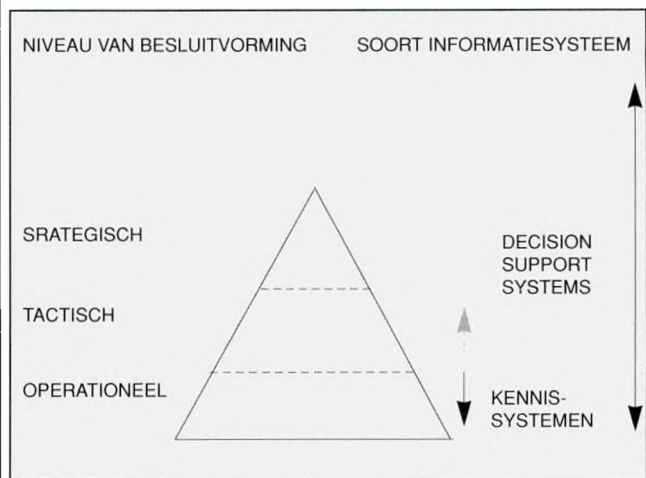 NIVEAU VAN BESLUITVORMING SOORT INFORMATIESYSTEEM
SRATEGISCH
DECISION
SUPPORT
SYSTEMS
TACTISCH
OPERATIONEEL
KENNIS-
SYSTEMEN